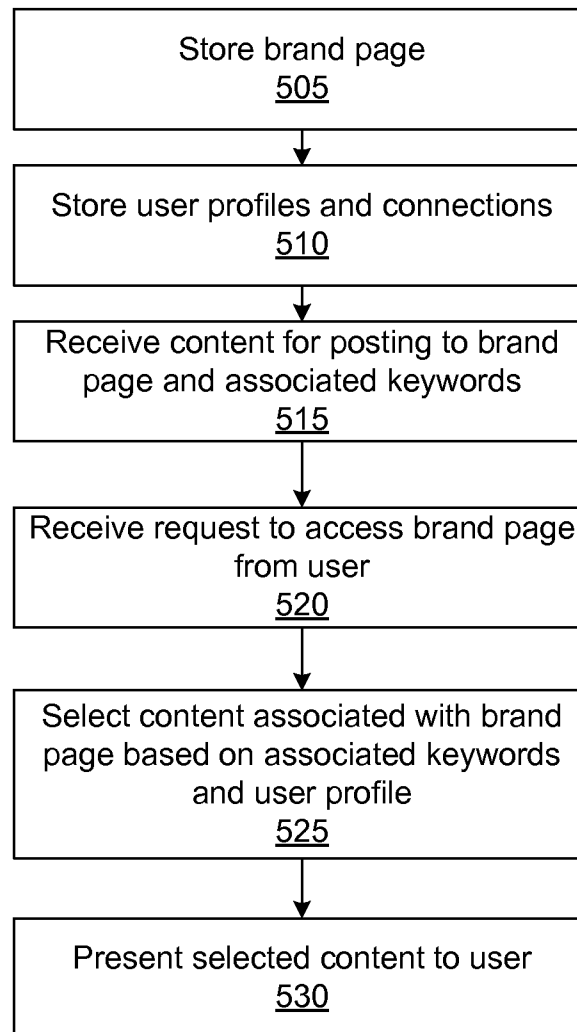 Store brand page
505
Store user profiles and connections
510
Receive content for posting to brand
page and associated keywords
515
Receive request to access brand page
from user
520
Select content associated with brand
page based on associated keywords
and user profile
525
Present selected content to user
530